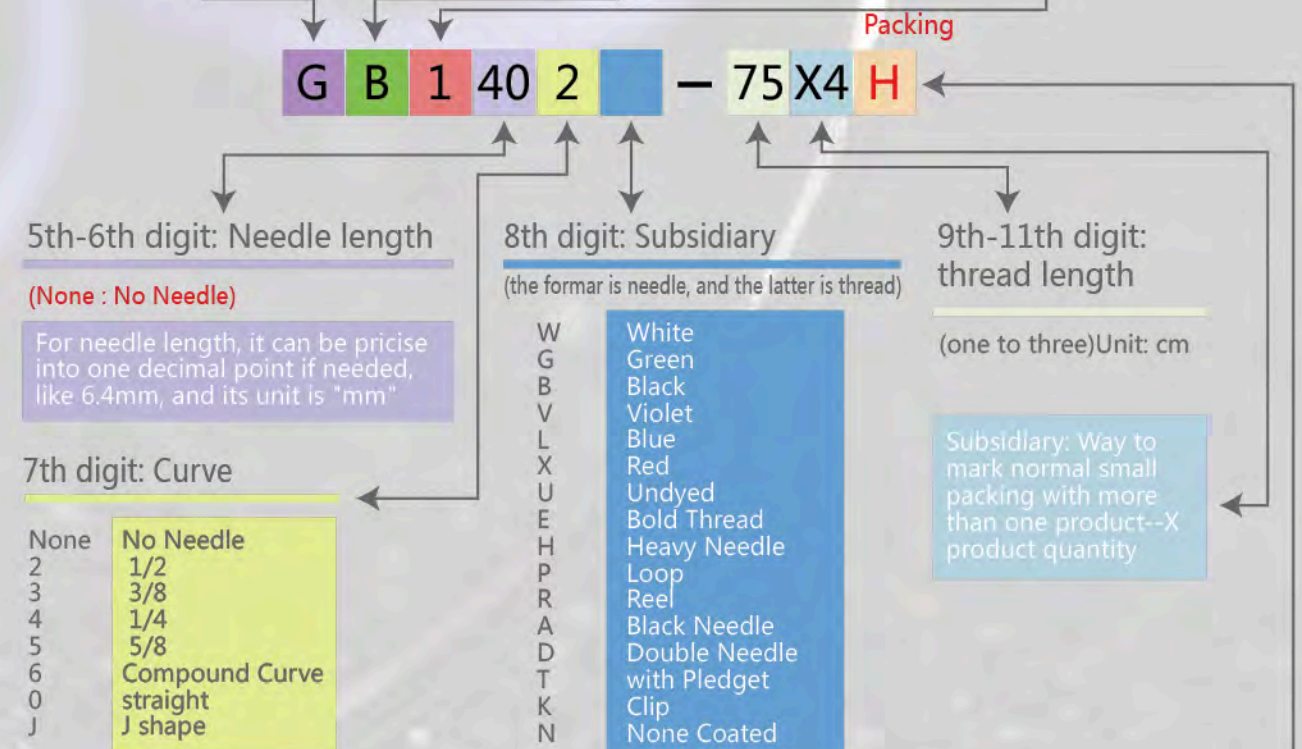 Packing
G B 1 40 2 – 75 X4 H
5th-6th digit: Needle length
(None : No Needle)
For needle length, it can be pricise
into one decimal point if needed,
like 6.4mm, and its unit is "mm"
7th digit: Curve
None No Needle
2 1/2
3 3/8
4 1/4
5 5/8
6 Compound Curve
0 straight
J J shape
8th digit: Subsidiary
(the formar is needle, and the latter is thread)
W White
G Green
B Black
V Violet
L Blue
X Red
U Undyed
E Bold Thread
H Heavy Needle
P Loop
R Reel
A Black Needle
D Double Needle
T with Pledget
K Clip
N None Coated
9th-11th digit:
thread length
(one to three)Unit: cm
Subsidlary: Way to
mark normal small
packing with more
than one product--X
product quantity